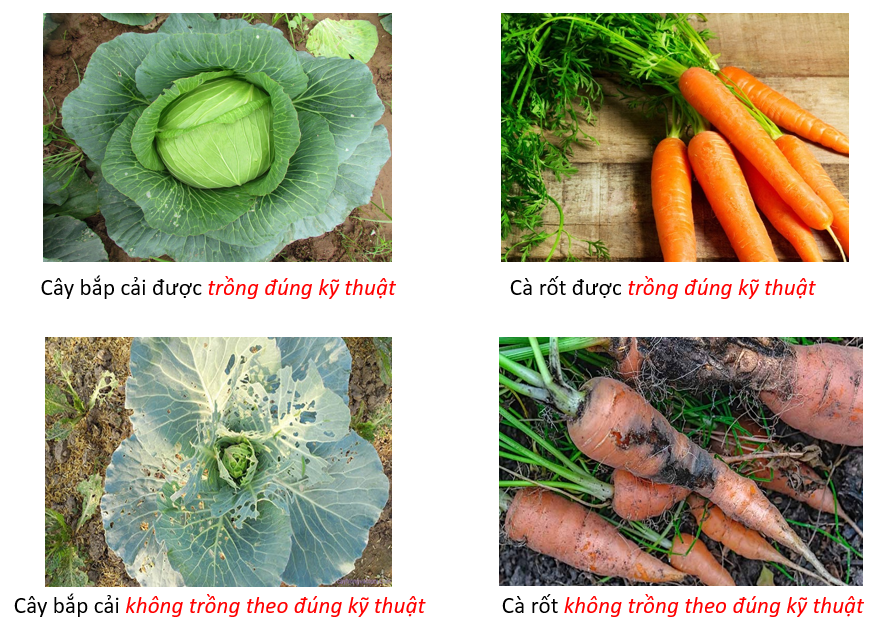 Cây bắp cải được trồng đúng kỹ thuật
Cà rốt được trồng đúng kỹ thuật
Cây bắp cải không trồng theo đúng kỹ thuật
Cà rốt không trồng theo đúng kỹ thuật